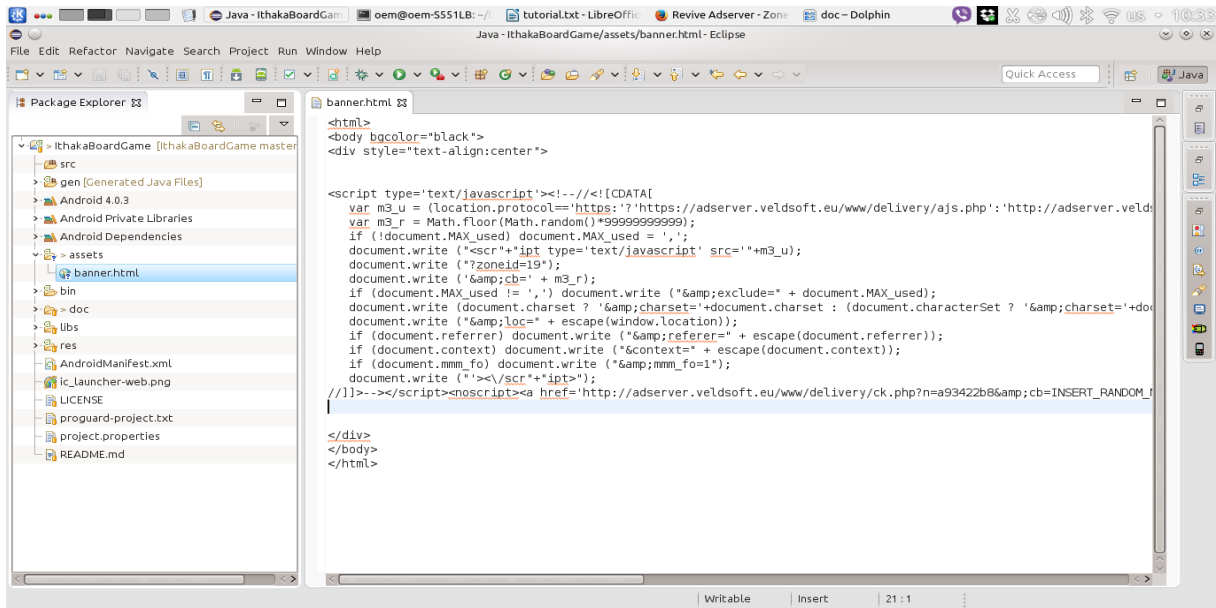 Java - IthakaBoardGam
oem@oem-S551LB: ~/
tutorial.txt - LibreOffic
Revive Adserver - Zone
doc – Dolphin
US
10:33
Java - IthakaBoardGame/assets/banner.html - Eclipse
File Edit Refactor Navigate Search Project Run Window Help
Quick Access
Java
Package Explorer
> IthakaBoardGame [IthakaBoardGame master
src
gen [Generated Java Files]
Android 4.0.3
Android Private Libraries
Android Dependencies
> assets
banner.html
bin
> doc
libs
res
AndroidManifest.xml
ic_launcher-web.png
LICENSE
proguard-project.txt
project.properties
README.md
banner.html
<html>
<body bgcolor="black">
<div style="text-align:center">
<script type='text/javascript'><!--//<![CDATA[
var m3_u = (location.protocol=='https:'?'https://adserver.veldsoft.eu/www/delivery/ajs.php':'http://adserver.velds
var m3_r = Math.floor(Math.random()*99999999999);
if (!document.MAX_used) document.MAX_used = ',';
document.write ("<scr"+"ipt type='text/javascript' src='"+m3_u);
document.write ("?zoneid=19");
document.write ('&amp;cb=' + m3_r);
if (document.MAX_used != ',') document.write ("&amp;exclude=" + document.MAX_used);
document.write (document.charset ? '&amp;charset='+document.charset : (document.characterSet ? '&amp;charset='+doc
document.write ("&amp;loc=" + escape(window.location));
if (document.referrer) document.write ("&amp;referer=" + escape(document.referrer));
if (document.context) document.write ("&context=" + escape(document.context));
if (document.mmm_fo) document.write ("&amp;mmm_fo=1");
document.write ("'><\/scr"+"ipt>");
//]]>--></script><noscript><a href='http://adserver.veldsoft.eu/www/delivery/ck.php?n=a93422b8&amp;cb=INSERT_RANDOM_
</div>
</body>
</html>
Writable
Insert
21 : 1